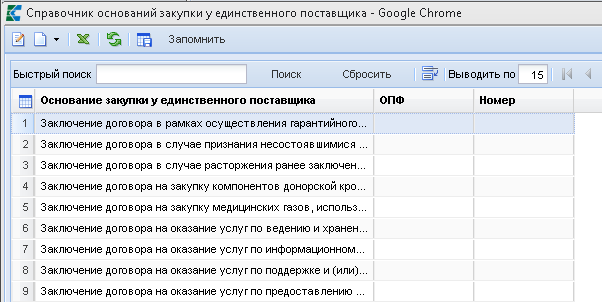 Справочник оснований закупки у единственного поставщика - Google Chrome
Запомнить
Быстрый поиск Поиск Сбросить Выводить по 15
Основание закупки у единственного поставщика ОПФ Номер
1 Заключение договора в рамках осуществления гарантийного...
2 Заключение договора в случае признания несостоявшимися ...
3 Заключение договора в случае расторжения ранее заключен...
4 Заключение договора на закупку компонентов донорской кро...
5 Заключение договора на закупку медицинских газов, использ...
6 Заключение договора на оказание услуг по ведению и хранен...
7 Заключение договора на оказание услуг по информационном...
8 Заключение договора на оказание услуг по поддержке и (или)...
9 Заключение договора на оказание услуг по предоставлению ...